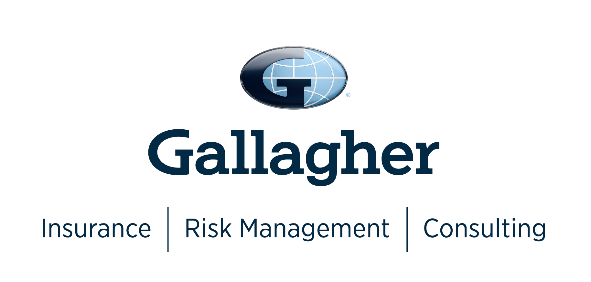 G
Gallagher
Insurance | Risk Management | Consulting